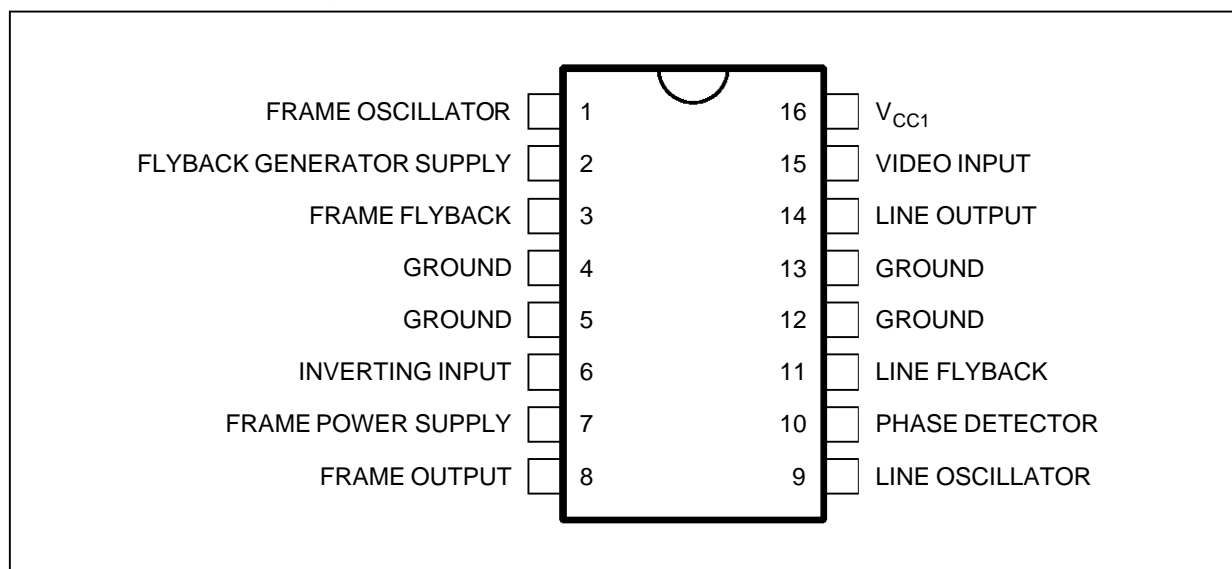 FRAME OSCILLATOR 1 16 VCC1
FLYBACK GENERATOR SUPPLY 2 15 VIDEO INPUT
FRAME FLYBACK 3 14 LINE OUTPUT
GROUND 4 13 GROUND
GROUND 5 12 GROUND
INVERTING INPUT 6 11 LINE FLYBACK
FRAME POWER SUPPLY 7 10 PHASE DETECTOR
FRAME OUTPUT 8 9 LINE OSCILLATOR